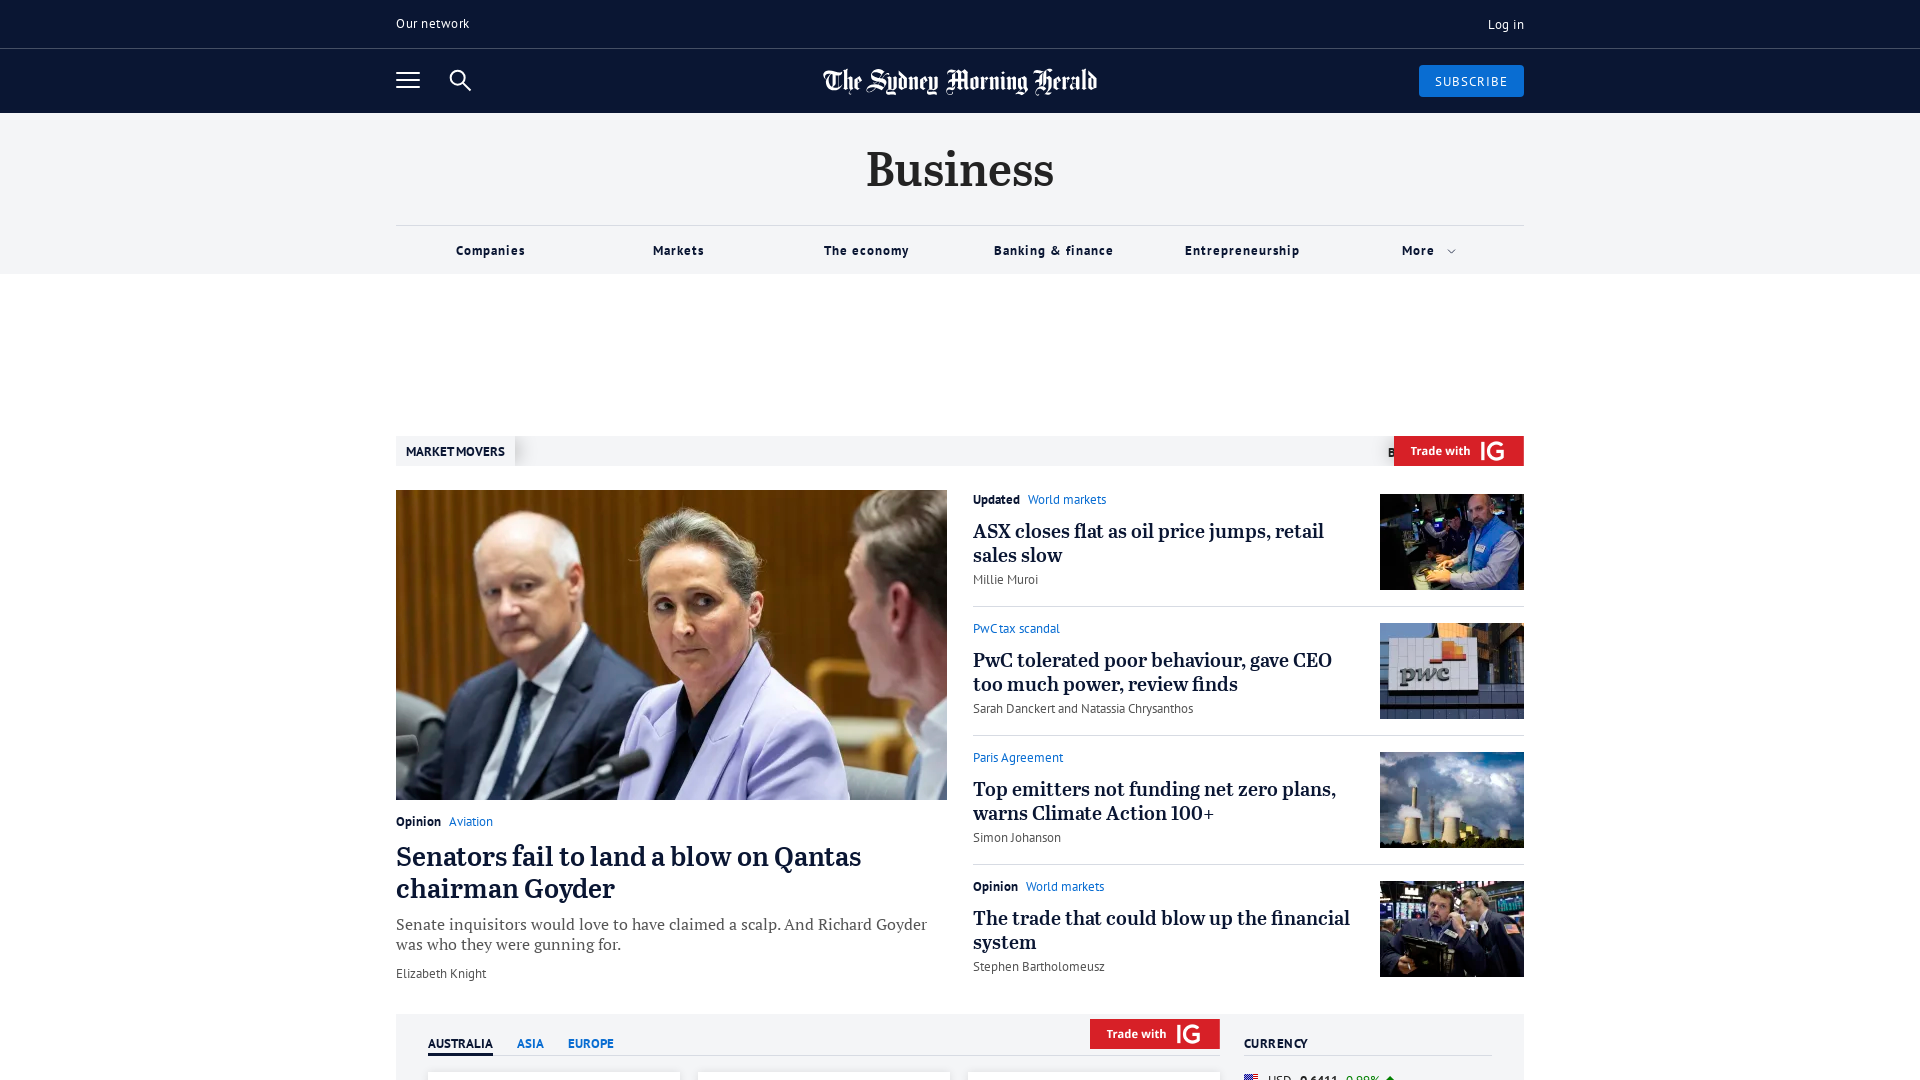 Our network
Log in
The Sydney Morning Herald
SUBSCRIBE
Business
Companies
Markets
The economy
Banking & finance
Entrepreneurship
More
MARKET MOVERS
Trade with IG
Updated World markets
ASX closes flat as oil price jumps, retail
sales slow
Millie Muroi
PwC tax scandal
PwC tolerated poor behaviour, gave CEO
too much power, review finds
Sarah Danckert and Natassia Chrysanthos
pwc
Paris Agreement
Top emitters not funding net zero plans,
warns Climate Action 100+
Simon Johanson
Opinion World markets
The trade that could blow up the financial
system
Stephen Bartholomeusz
Opinion Aviation
Senators fail to land a blow on Qantas
chairman Goyder
Senate inquisitors would love to have claimed a scalp. And Richard Goyder
was who they were gunning for.
Elizabeth Knight
AUSTRALIA
ASIA
EUROPE
Trade with IG
CURRENCY
USD 0.6411 0.99%